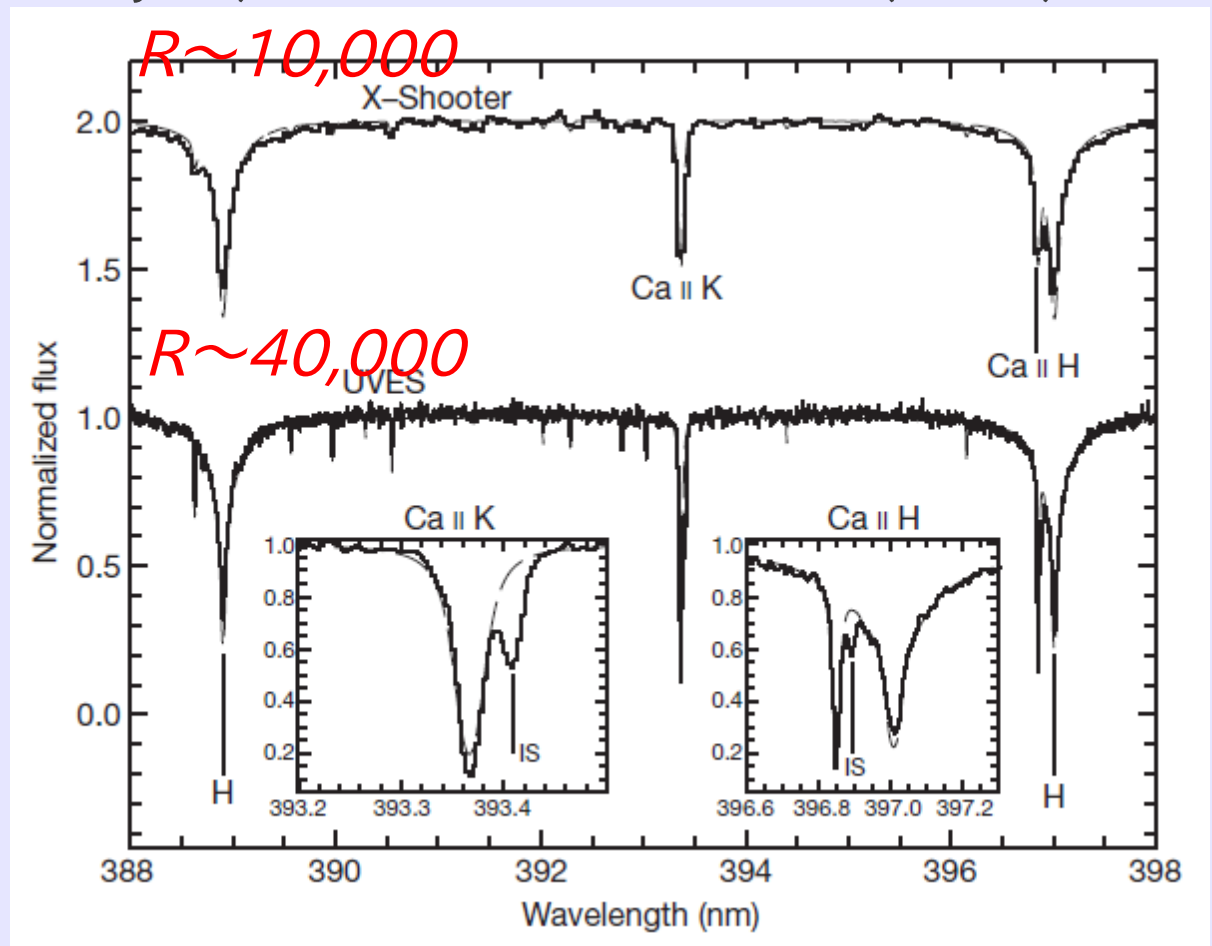 R~10,000
X–Shooter
Ca II K
Ca II H
R~40,000
UVES
Normalized flux
2.0
1.5
1.0
0.5
0.0
Ca II K
1.0
0.8
0.6
0.4
0.2
IS
393.2 393.3 393.4
Ca II H
1.0
0.8
0.6
0.4
0.2
IS
396.6 396.8 397.0 397.2
H
H
388 390 392 394 396 398
Wavelength (nm)